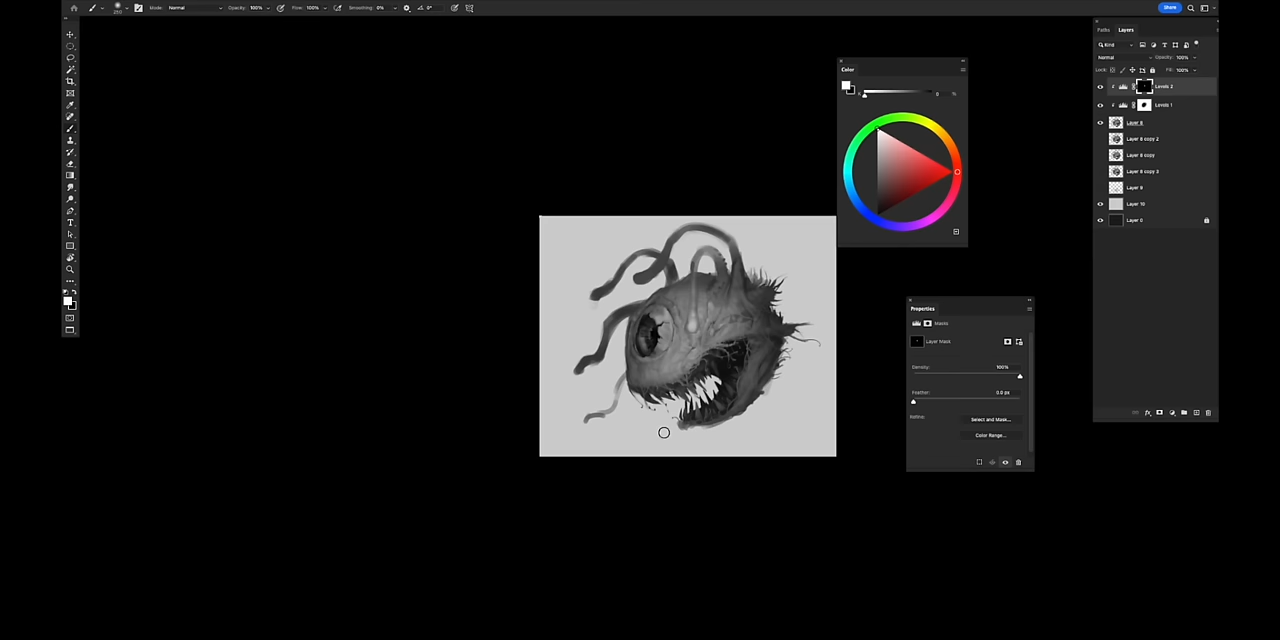 250 Mode: Normal Opacity: 100% Flow: 100% Smoothing: 0% 0° Share
Paths Layers
Kind
Normal Opacity: 100%
Lock: Fill: 100%
Levels 2
Levels 1
Layer 8
Layer 8 copy 2
Layer 8 copy
Layer 8 copy 3
Layer 9
Layer 10
Layer 0
Color
K 0 %
Properties
Masks
Layer Mask
Density: 100%
Feather: 0.0 px
Refine: Select and Mask...
Color Range...
T